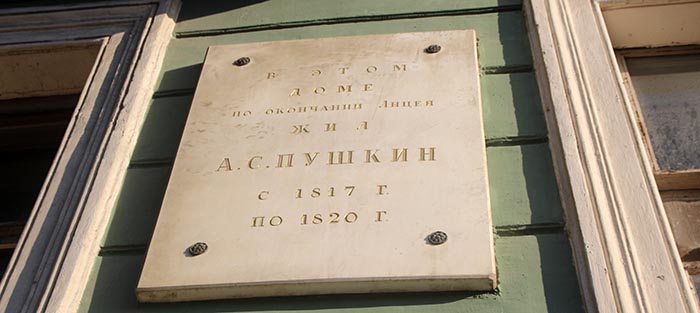 В ЭТОМ
ДОМЕ
ПО ОКОНЧАНИИ ЛИЦЕЯ
ЖИЛ
А.С.ПУШКИН
С 1817 Г.
ПО 1820 Г.